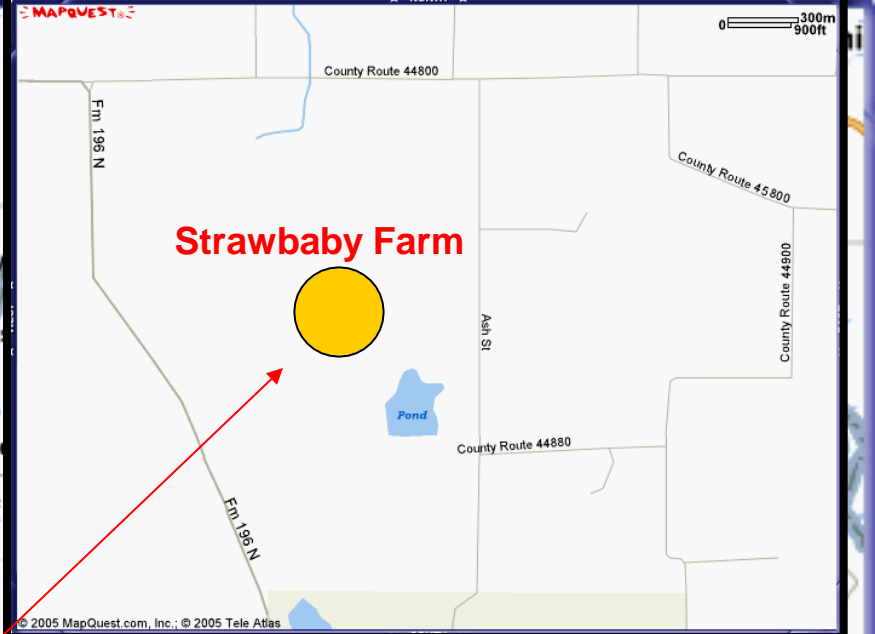 MAPQUEST
0 300m
900ft
County Route 44800
Fm 196 N
County Route 45800
Strawbaby Farm
County Route 44900
Ash St
Pond
County Route 44880
Fm 196 N
© 2005 MapQuest.com, Inc.; © 2005 Tele Atlas